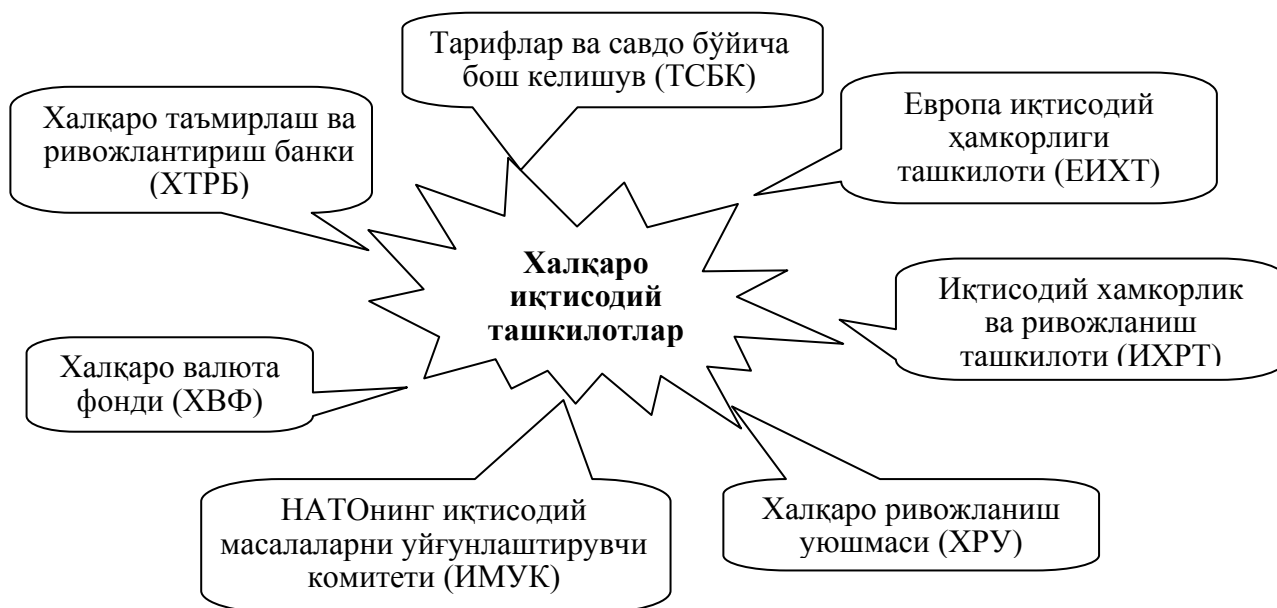 Тарифлар ва савдо бўйича
бош келишув (ТСБК)
Халқаро таъмирлаш ва
ривожлантириш банки
(ХТРБ)
Европа иқтисодий
ҳамкорлиги
ташкилоти (ЕИХТ)
Халқаро
иқтисодий
ташкилотлар
Иқтисодий хамкорлик
ва ривожланиш
ташкилоти (ИХРТ)
Халқаро валюта
фонди (ХВФ)
НАТОнинг иқтисодий
масалаларни уйғунлаштирувчи
комитети (ИМУК)
Халқаро ривожланиш
уюшмаси (ХРУ)